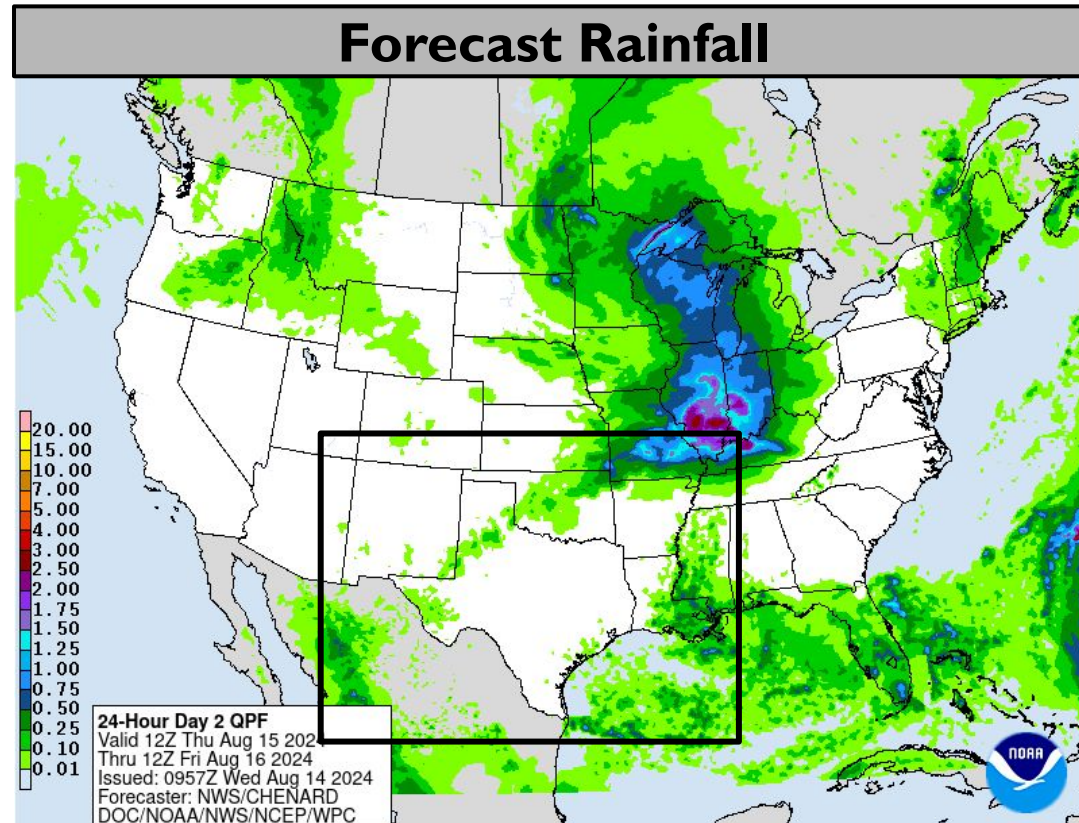 Forecast Rainfall
20.00
15.00
10.00
7.00
5.00
4.00
3.00
2.50
2.00
1.75
1.50
1.25
1.00
0.75
0.50
0.25
0.10
0.01
24-Hour Day 2 QPF
Valid 12Z Thu Aug 15 2024
Thru 12Z Fri Aug 16 2024
Issued: 0957Z Wed Aug 14 2024
Forecaster: NWS/CHENARD
DOC/NOAA/NWS/NCEP/WPC
NOAA